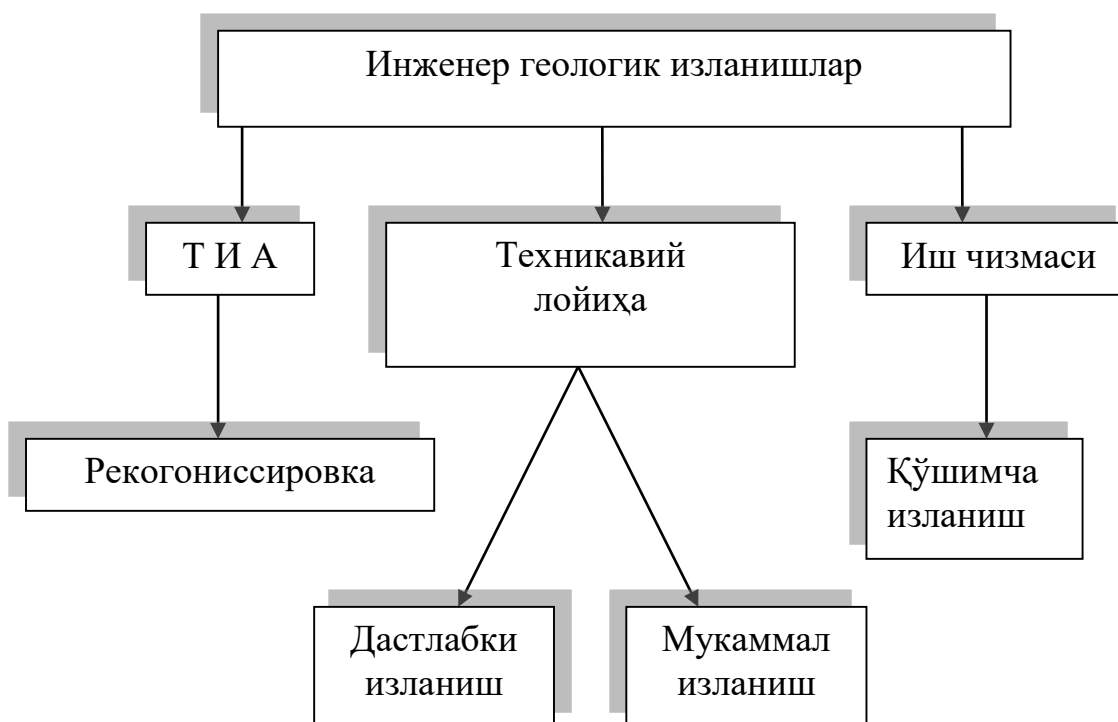 Инженер геологик изланишлар
Т И А
Техникавий
лойиҳа
Иш чизмаси
Рекогониссировка
Қўшимча
изланиш
Дастлабки
изланиш
Мукаммал
изланиш